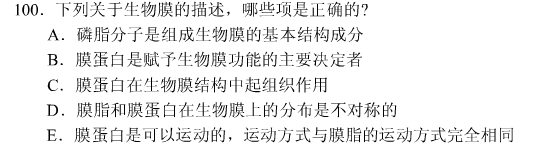 100．下列关于生物膜的描述，哪些项是正确的?
A．磷脂分子是组成生物膜的基本结构成分
B．膜蛋白是赋予生物膜功能的主要决定者
C．膜蛋白在生物膜结构中起组织作用
D．膜脂和膜蛋白在生物膜上的分布是不对称的
E．膜蛋白是可以运动的，运动方式与膜脂的运动方式完全相同